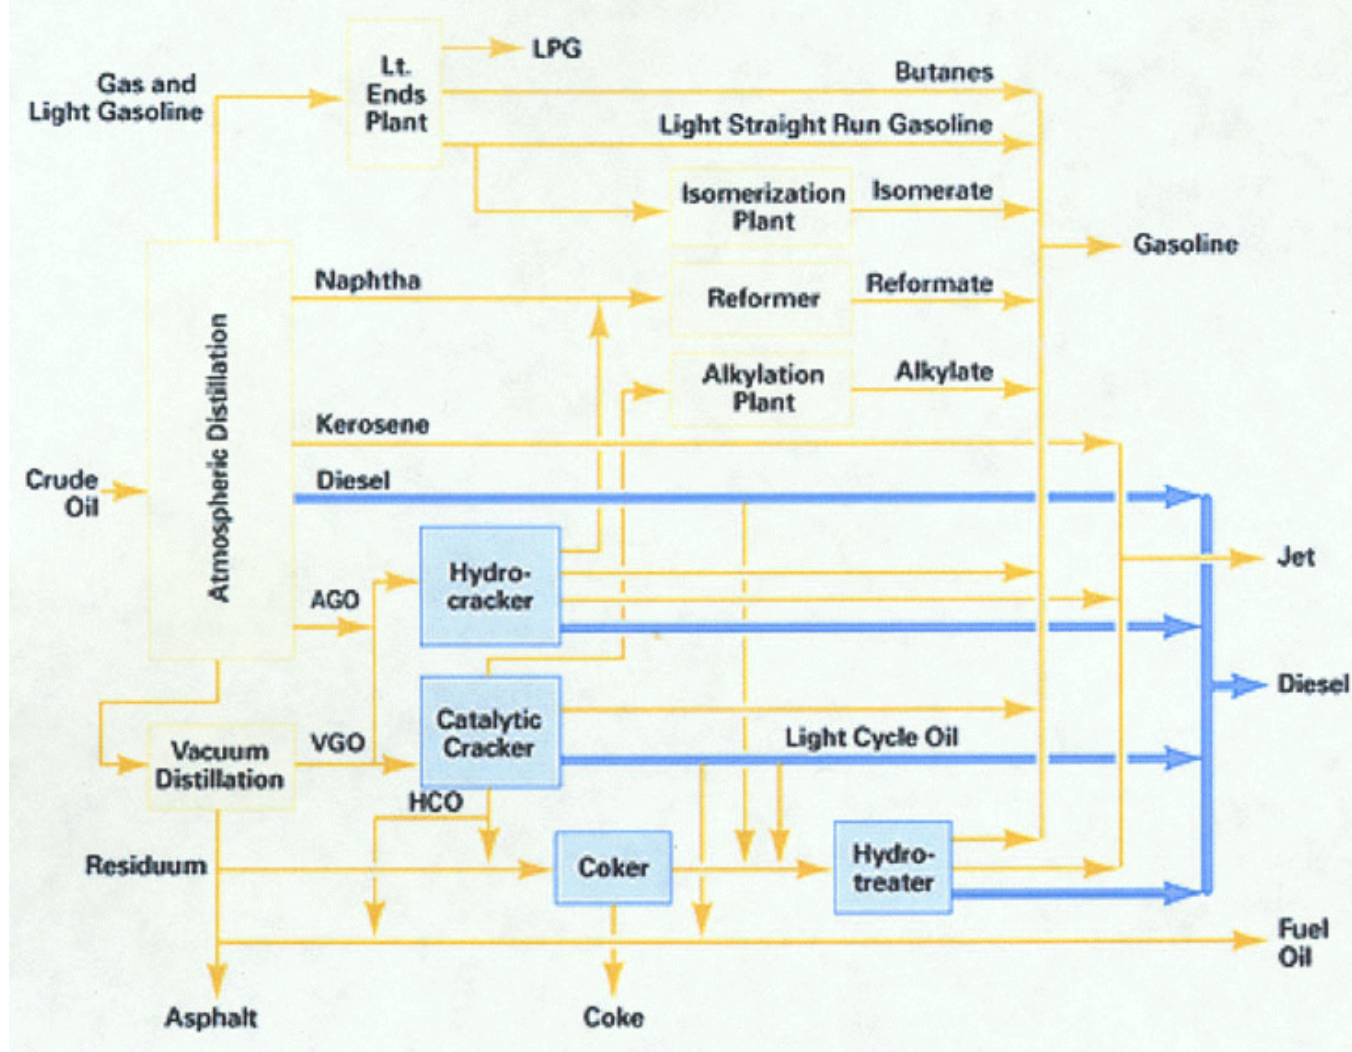 LPG
Lt.
Ends
Plant
Gas and
Light Gasoline
Butanes
Light Straight Run Gasoline
Isomerization
Plant
Isomerate
Gasoline
Naphtha
Reformer
Reformate
Alkylation
Plant
Alkylate
Atmospheric Distillation
Kerosene
Crude
Oil
Diesel
Hydro-
cracker
Jet
AGO
Diesel
Catalytic
Cracker
VGO
Vacuum
Distillation
Light Cycle Oil
HCO
Residuum
Coker
Hydro-
treater
Fuel
Oil
Asphalt
Coke